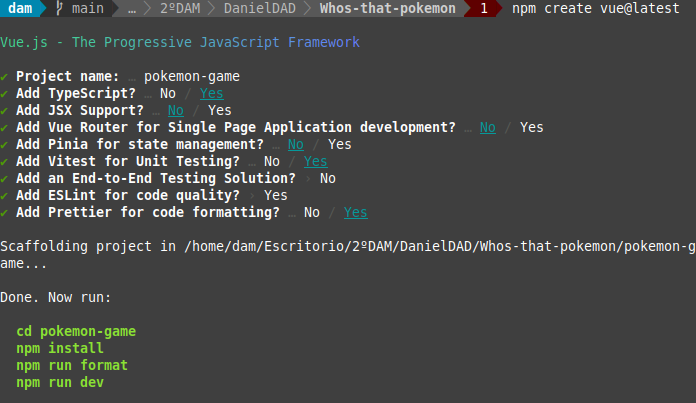 dam main … 2ºDAM DanielDAD Whos-that-pokemon 1 npm create vue@latest
Vue.js - The Progressive JavaScript Framework
✔ Project name: … pokemon-game
✔ Add TypeScript? … No / Yes
✔ Add JSX Support? … No / Yes
✔ Add Vue Router for Single Page Application development? … No / Yes
✔ Add Pinia for state management? … No / Yes
✔ Add Vitest for Unit Testing? … No / Yes
✔ Add an End-to-End Testing Solution? › No
✔ Add ESLint for code quality? › Yes
✔ Add Prettier for code formatting? … No / Yes
Scaffolding project in /home/dam/Escritorio/2ºDAM/DanielDAD/Whos-that-pokemon/pokemon-g
ame...
Done. Now run:
cd pokemon-game
npm install
npm run format
npm run dev